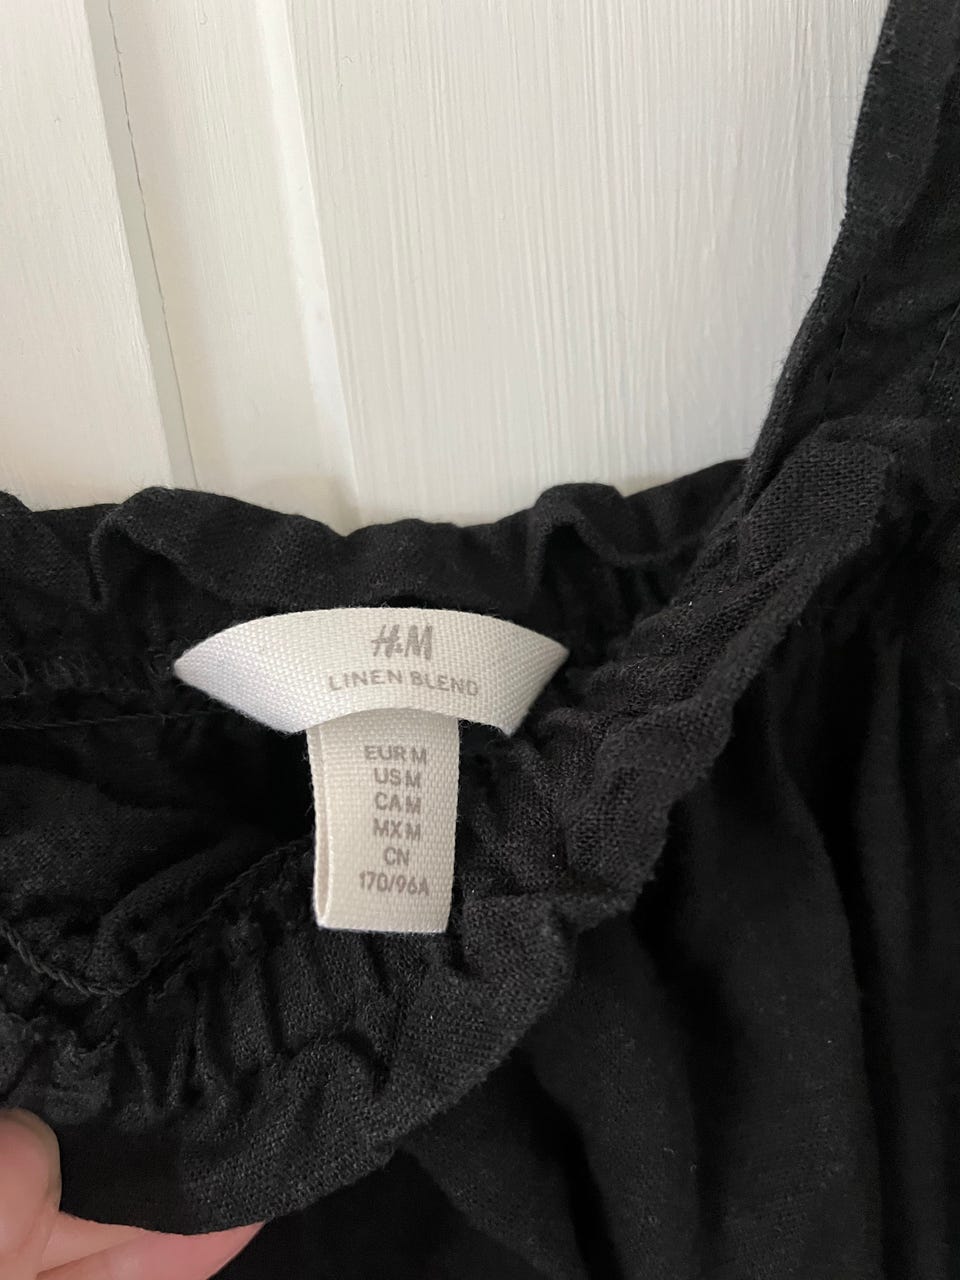 H&M
LINEN BLEND
EUR M
US M
CA M
MX M
CN
170/96A